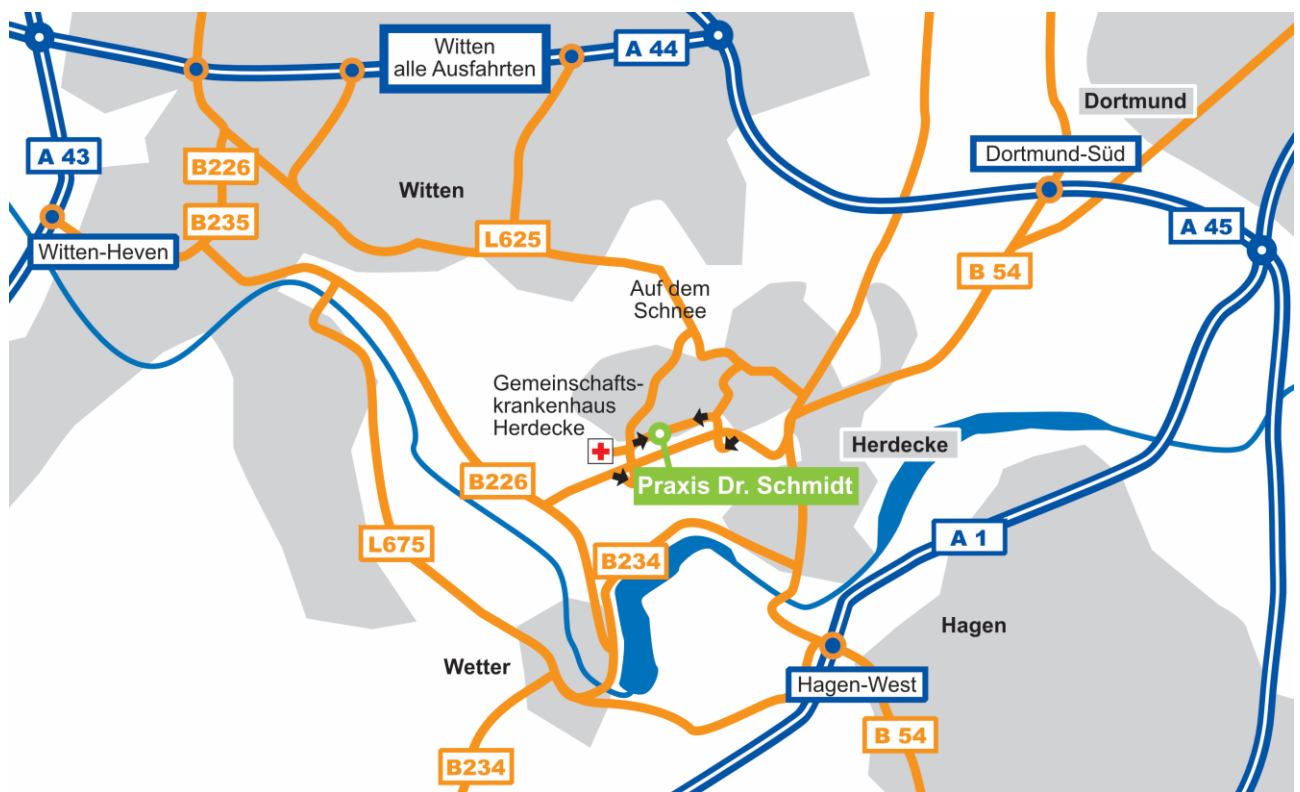 Witten
alle Ausfahrten
A 44
Dortmund
A 43
B226
Dortmund-Süd
Witten
B235
L625
A 45
Witten-Heven
B 54
Auf dem
Schnee
Gemeinschafts-
krankenhaus
Herdecke
Herdecke
B226
Praxis Dr. Schmidt
L675
B234
A 1
Hagen
Wetter
Hagen-West
B 54
B234